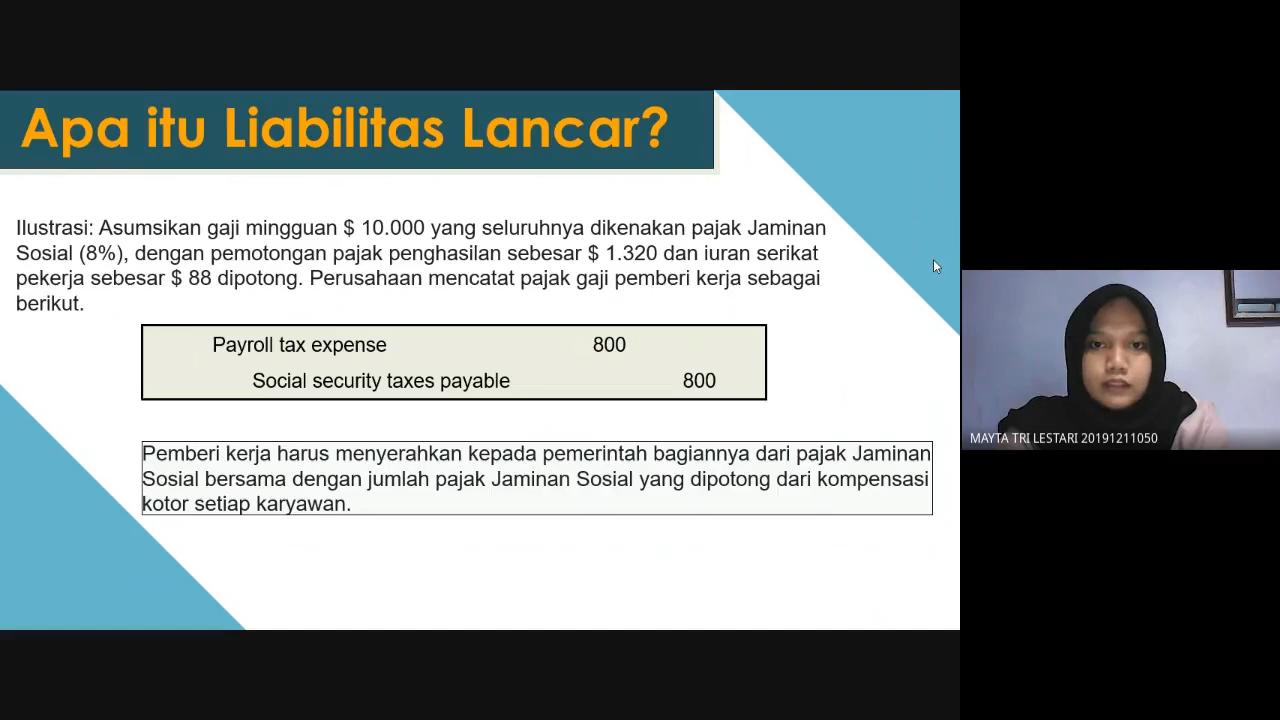 Apa itu Liabilitas Lancar?
Ilustrasi: Asumsikan gaji mingguan $ 10.000 yang seluruhnya dikenakan pajak Jaminan
Sosial (8%), dengan pemotongan pajak penghasilan sebesar $ 1.320 dan iuran serikat
pekerja sebesar $ 88 dipotong. Perusahaan mencatat pajak gaji pemberi kerja sebagai
berikut.
Payroll tax expense 800
Social security taxes payable 800
Pemberi kerja harus menyerahkan kepada pemerintah bagiannya dari pajak Jaminan
Sosial bersama dengan jumlah pajak Jaminan Sosial yang dipotong dari kompensasi
kotor setiap karyawan.
MAYTA TRI LESTARI 20191211050